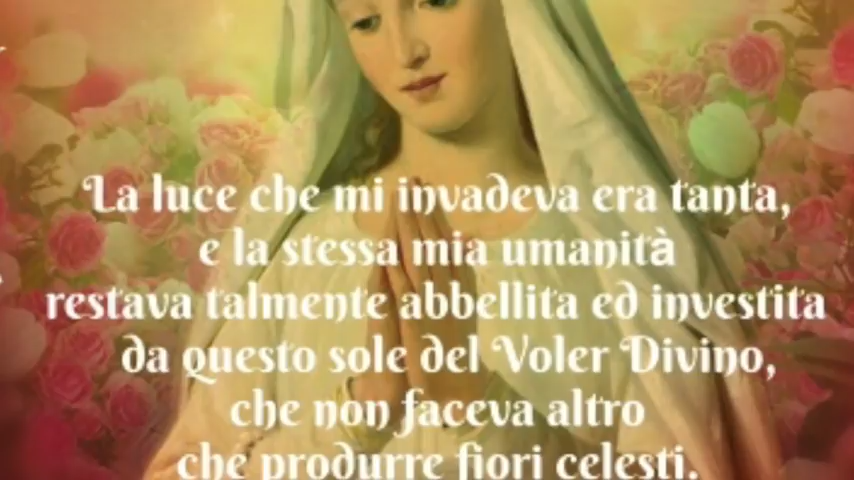 La luce che mi invadeva era tanta,
e la stessa mia umanità
restava talmente abbellita ed investita
da questo sole del Voler Divino,
che non faceva altro
che produrre fiori celesti.